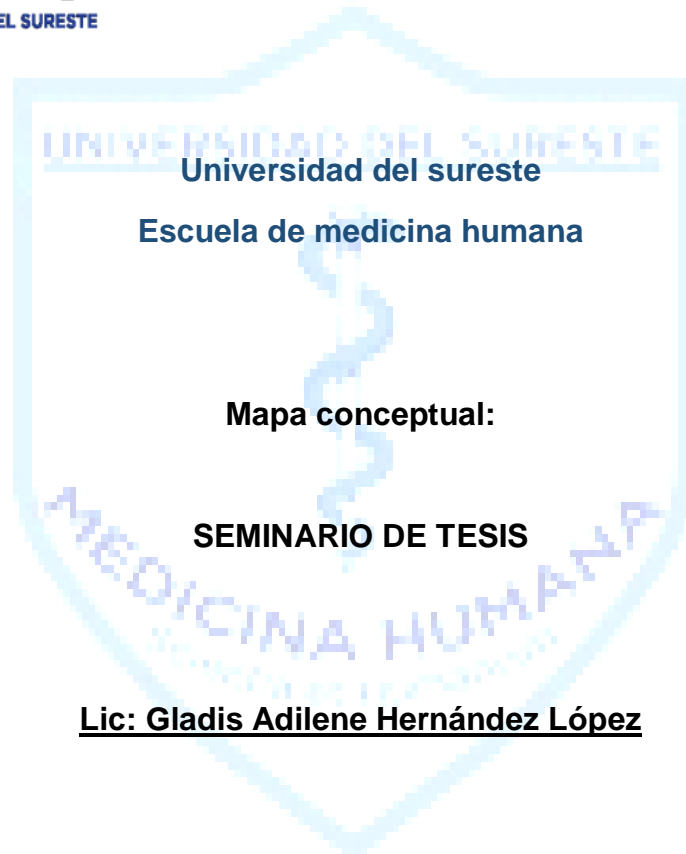 EL SURESTE
UNIVERSIDAD DEL SURESTE
Universidad del sureste
Escuela de medicina humana
Mapa conceptual:
SEMINARIO DE TESIS
MEDICINA HUMANA
Lic: Gladis Adilene Hernández López